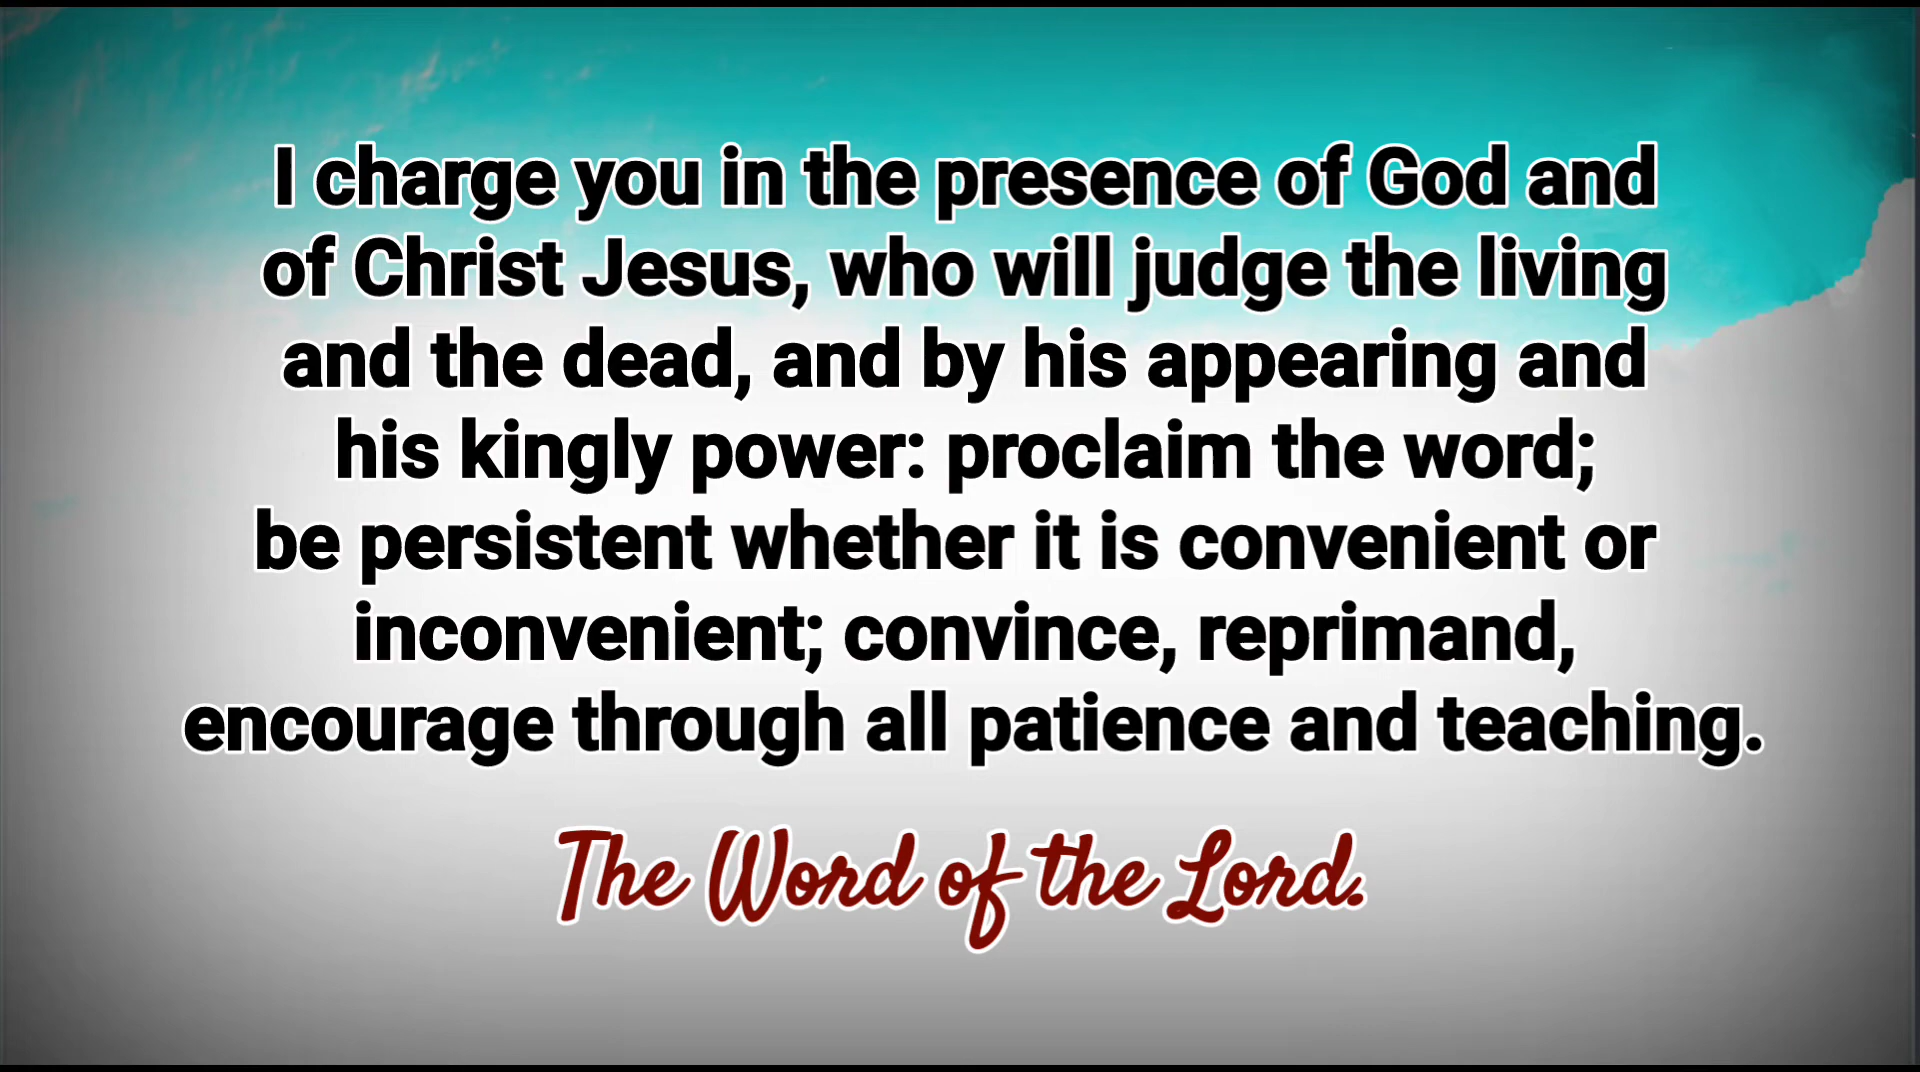 I charge you in the presence of God and
of Christ Jesus, who will judge the living
and the dead, and by his appearing and
his kingly power: proclaim the word;
be persistent whether it is convenient or
inconvenient; convince, reprimand,
encourage through all patience and teaching.
The Word of the Lord.